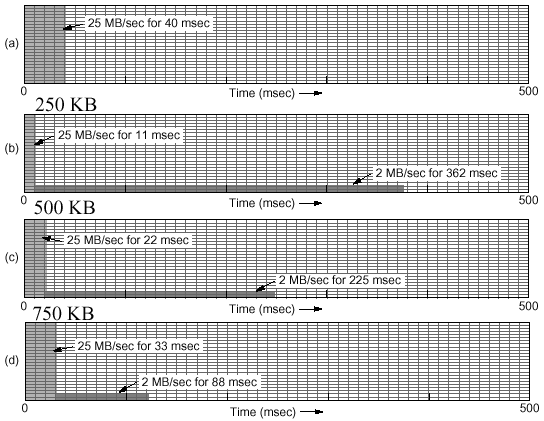 25 MB/sec for 40 msec
(a)
0
Time (msec)
500
250 KB
25 MB/sec for 11 msec
(b)
2 MB/sec for 362 msec
0
Time (msec)
500
500 KB
25 MB/sec for 22 msec
(c)
2 MB/sec for 225 msec
0
Time (msec)
500
750 KB
25 MB/sec for 33 msec
(d)
2 MB/sec for 88 msec
0
Time (msec)
500